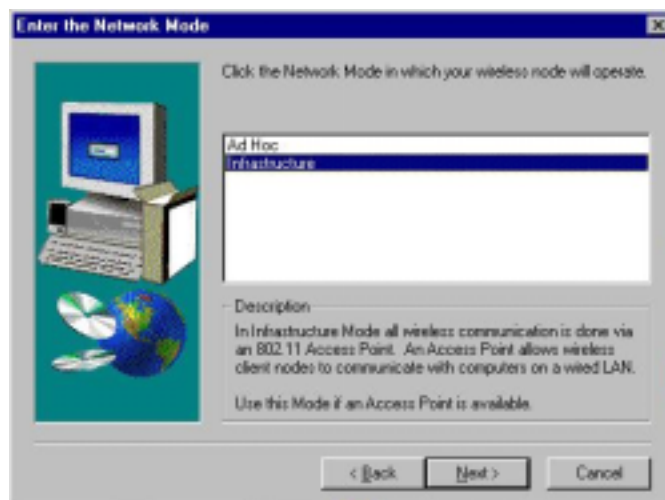 Enter the Network Mode
Click the Network Mode in which your wireless node will operate.
Ad Hoc
Infrastructure
Description
In Infrastructure Mode all wireless communication is done via
an 802.11 Access Point. An Access Point allows wireless
client nodes to communicate with computers on a wired LAN.
Use this Mode if an Access Point is available.
< Back
Next >
Cancel